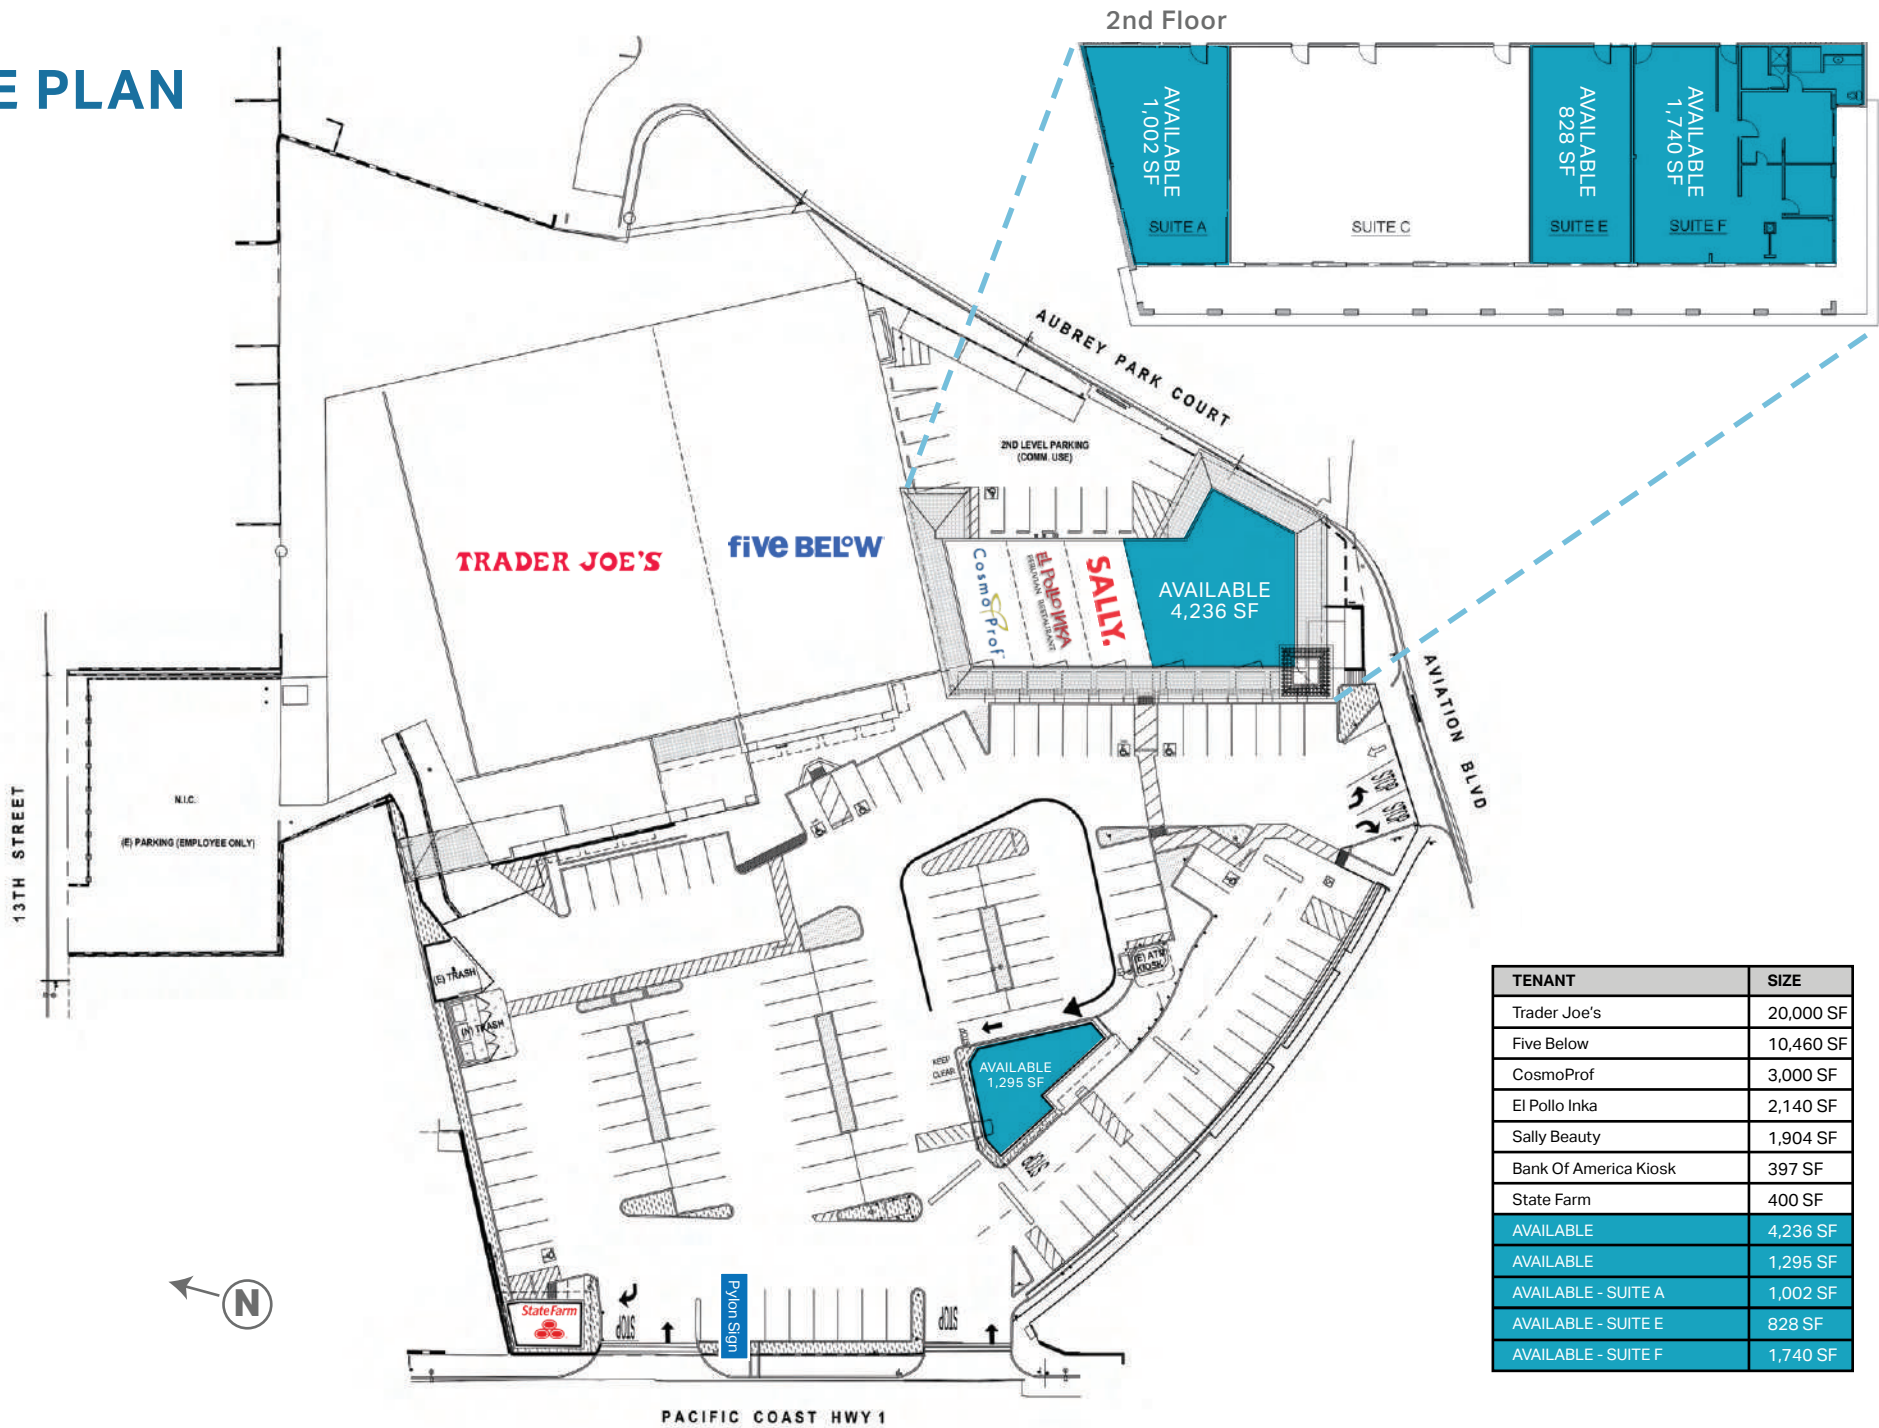 E PLAN
2nd Floor
AVAILABLE
1,002 SF
SUITE A
SUITE C
AVAILABLE
828 SF
SUITE E
AVAILABLE
1,740 SF
SUITE F
AUBREY PARK COURT
2ND LEVEL PARKING
(COMM. USE)
TRADER JOE'S
five BELOW
CosmoProf
EL POLLO INKA
PERUVIAN RESTAURANT
SALLY.
AVAILABLE
4,236 SF
AVIATION BLVD
STOP
STOP
13TH STREET
N.I.C.
(E) PARKING (EMPLOYEE ONLY)
(E) TRASH
(N) TRASH
(E) ATM
KIOSK
KEEP
CLEAR
AVAILABLE
1,295 SF
STOP
N
StateFarm
STOP
Pylon Sign
STOP
PACIFIC COAST HWY 1
TENANT SIZE
Trader Joe's 20,000 SF
Five Below 10,460 SF
CosmoProf 3,000 SF
El Pollo Inka 2,140 SF
Sally Beauty 1,904 SF
Bank Of America Kiosk 397 SF
State Farm 400 SF
AVAILABLE 4,236 SF
AVAILABLE 1,295 SF
AVAILABLE - SUITE A 1,002 SF
AVAILABLE - SUITE E 828 SF
AVAILABLE - SUITE F 1,740 SF